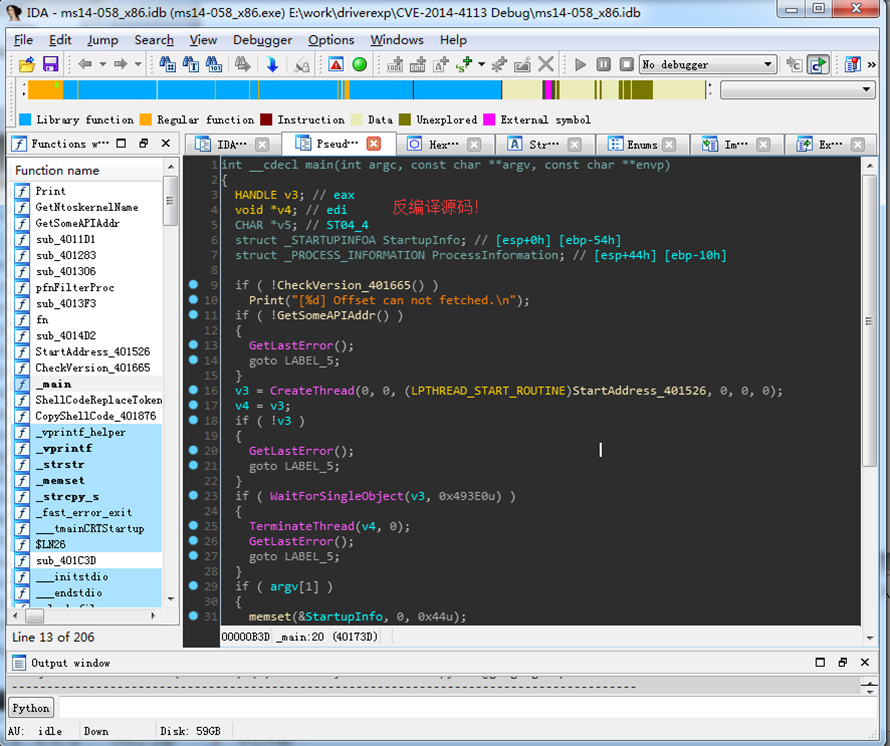 IDA - ms14-058_x86.idb (ms14-058_x86.exe) E:\work\driverexp\CVE-2014-4113 Debug\ms14-058_x86.idb
File Edit Jump Search View Debugger Options Windows Help
No debugger
Library function Regular function Instruction Data Unexplored External symbol
Functions w···
IDA··· Pseud··· Hex··· Str··· Enums Im··· Ex···
Function name
Print
GetNtoskernelName
GetSomeAPIAddr
sub_4011D1
sub_401283
sub_401306
pfnFilterProc
sub_4013F3
fn
sub_4014D2
StartAddress_401526
CheckVersion_401665
_main
ShellCodeReplaceToken
CopyShellCode_401876
_vprintf_helper
_vprintf
_strstr
_memset
_strcpy_s
_fast_error_exit
___tmainCRTStartup
$LN26
sub_401C3D
___initstdio
___endstdio
Line 13 of 206
1 int __cdecl main(int argc, const char **argv, const char **envp)
2 {
3 HANDLE v3; // eax
4 void *v4; // edi
反编译源码!
5 CHAR *v5; // ST04_4
6 struct _STARTUPINFOA StartupInfo; // [esp+0h] [ebp-54h]
7 struct _PROCESS_INFORMATION ProcessInformation; // [esp+44h] [ebp-10h]
8
9 if ( !CheckVersion_401665() )
10 Print("[%d] Offset can not fetched.\n");
11 if ( !GetSomeAPIAddr() )
12 {
13 GetLastError();
14 goto LABEL_5;
15 }
16 v3 = CreateThread(0, 0, (LPTHREAD_START_ROUTINE)StartAddress_401526, 0, 0, 0);
17 v4 = v3;
18 if ( !v3 )
19 {
20 GetLastError();
21 goto LABEL_5;
22 }
23 if ( WaitForSingleObject(v3, 0x493E0u) )
24 {
25 TerminateThread(v4, 0);
26 GetLastError();
27 goto LABEL_5;
28 }
29 if ( argv[1] )
30 {
31 memset(&StartupInfo, 0, 0x44u);
00000B3D _main:20 (40173D)
Output window
Python
AU: idle Down Disk: 59GB